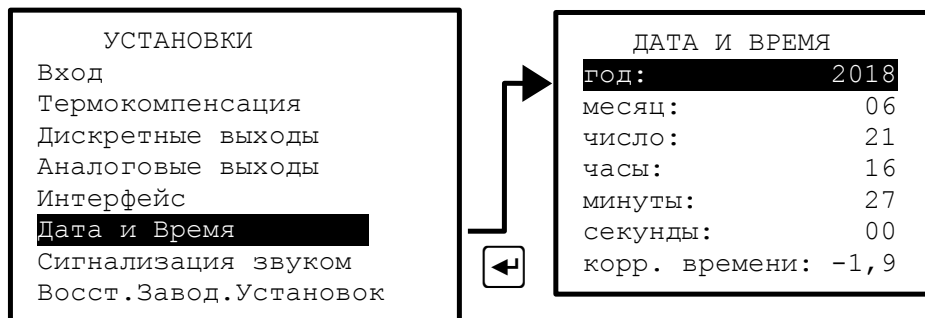 УСТАНОВКИ
Вход
Термокомпенсация
Дискретные выходы
Аналоговые выходы
Интерфейс
Дата и Время
Сигнализация звуком
Восст.Завод.Установок
ДАТА И ВРЕМЯ
год: 2018
месяц: 06
число: 21
часы: 16
минуты: 27
секунды: 00
корр. времени: -1,9